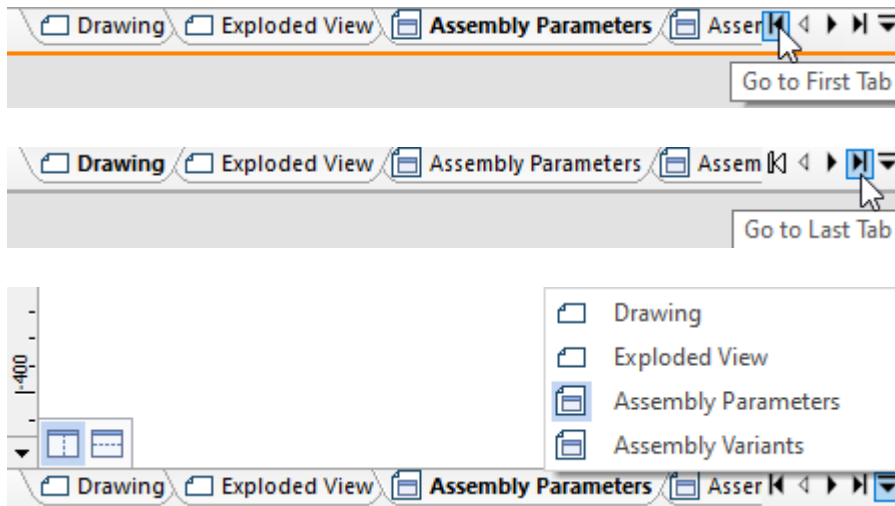 Drawing Exploded View Assembly Parameters Asser
Go to First Tab
Drawing Exploded View Assembly Parameters Assem
Go to Last Tab
Drawing
-400
Exploded View
Assembly Parameters
Assembly Variants
Drawing Exploded View Assembly Parameters Asser